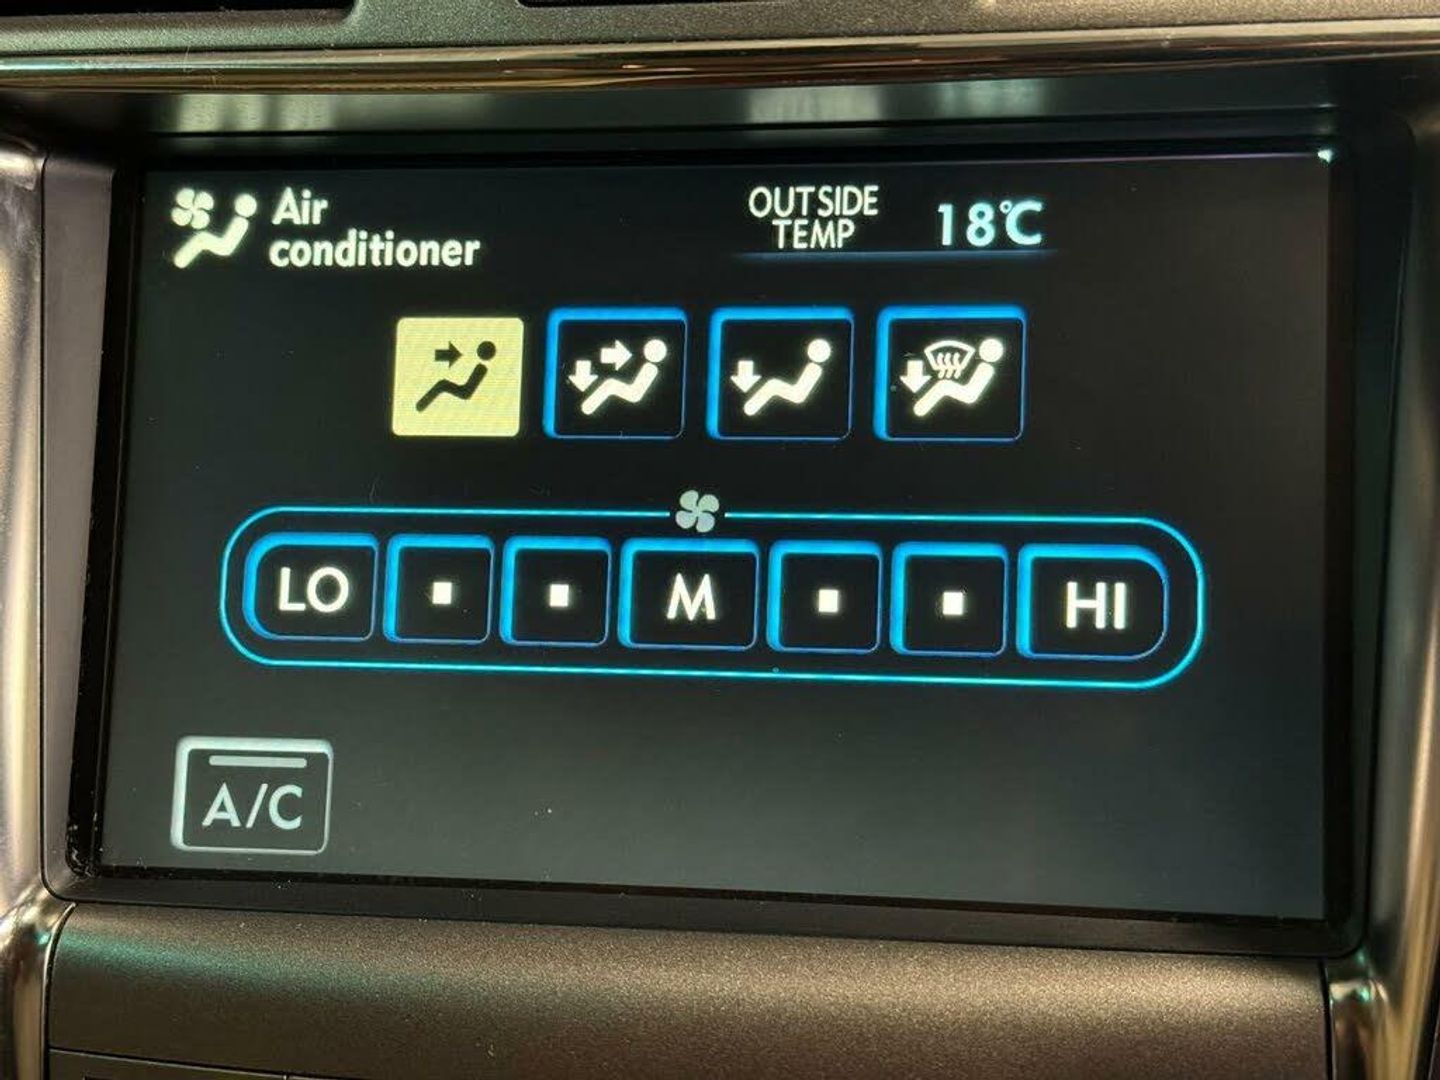 Air
conditioner
OUTSIDE
TEMP
18°C
LO
M
HI
A/C